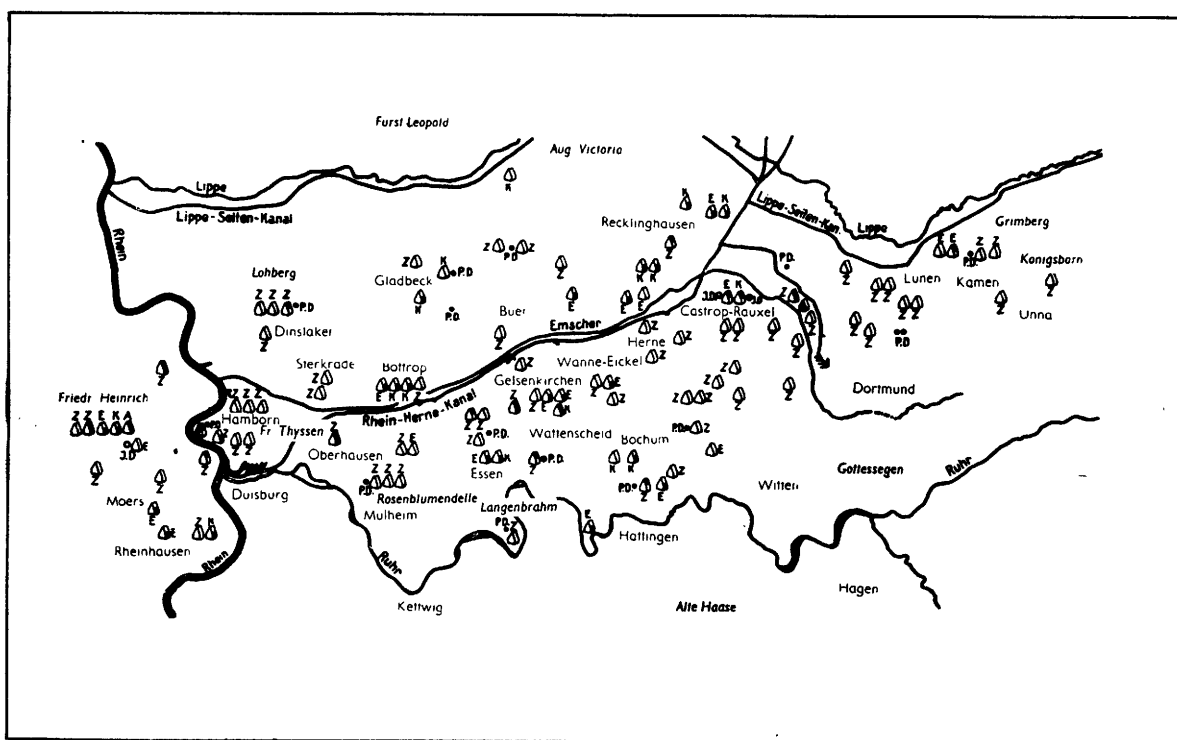 Furst Leopold
Aug Victoria
K
Lippe
Lippe-Seiten-Kanal
K
E K
Recklinghausen
Lippe-Seiten-Kan.
Lippe
Grimberg
Rhein
Z
P.D.
Z
Z
K
P.D.
Gladbeck
K
P.D.
K K
E
E
E
Z
P.D.
E E
Z Z
P.D.
Lunen
Kamen
Konigsborn
Z
Z
Unna
Lohberg
Z Z Z
P.D.
Dinslaken
Z
Buer
Z
Emscher
J.D.
E K
J.D.
Castrop-Rauxel
Z Z
Z
Z
Z
Z Z
Z Z
P.D.
Z
Z
Herne
Z
Z
Z
Sterkrade
Z
Z
Bottrop
E K K Z
Rhein-Herne-Kanal
Z
Wanne-Eickel
E
Z
Z
Gelsenkirchen
Z E
E
K
Z
Z
Z
Z
Z
Z
Dortmund
Friedr Heinrich
Z Z E K A
J.D
E
Z
Z Z Z
Hamborn
P.D.
Z
Z Z
Fr Thyssen
Z
Oberhausen
Z E
Z Z
Z
P.D.
Wattenscheid
P.D.
Z
Bochum
E
K K
Z
Essen
E K
Z
P.D.
P.D.
Z E
Gottessegen
Ruhr
Z
Z
Moers
E
E
Rheinhausen
Z K
Duisburg
Z Z Z
P.D.
Rosenblumendelle
Mulheim
Langenbrahm
P.D.
Z
E
Hattingen
Witten
Rhein
Ruhr
Kettwig
Alte Haase
Hagen